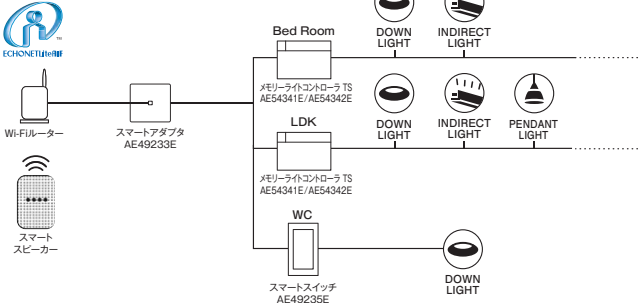 ECHONET Lite AIF
TM
Bed Room
DOWN
LIGHT
INDIRECT
LIGHT
メモリーライトコントローラ TS
AE54341E/AE54342E
Wi-Fiルーター
スマートアダプタ
AE49233E
LDK
DOWN
LIGHT
INDIRECT
LIGHT
PENDANT
LIGHT
メモリーライトコントローラ TS
AE54341E/AE54342E
スマート
スピーカー
WC
スマートスイッチ
AE49235E
DOWN
LIGHT